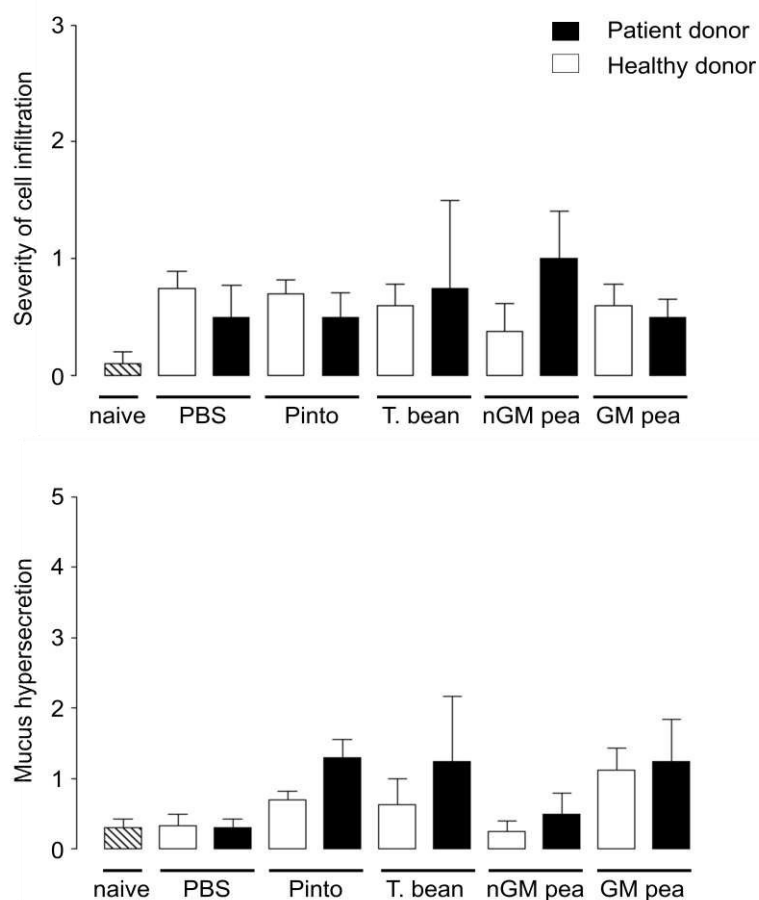 Patient donor
Healthy donor
Severity of cell infiltration
3
2
1
0
naive PBS Pinto T. bean nGM pea GM pea
Mucus hypersecretion
5
4
3
2
1
0
naive PBS Pinto T. bean nGM pea GM pea